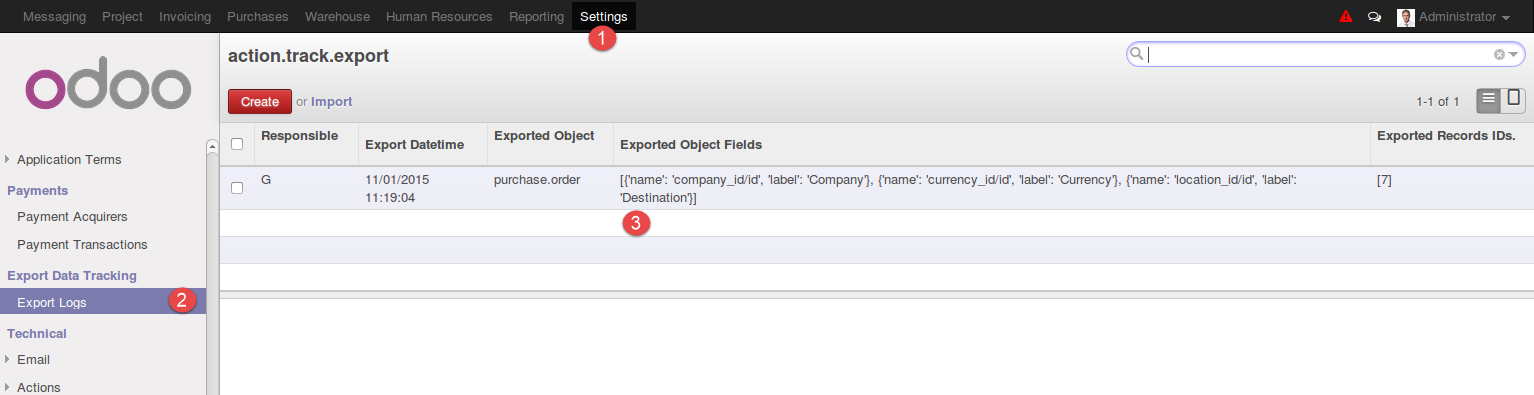 Messaging Project Invoicing Purchases Warehouse Human Resources Reporting Settings Administrator
1
odoo
action.track.export
Create or Import
1-1 of 1
Responsible Export Datetime Exported Object Exported Object Fields Exported Records IDs.
G 11/01/2015 purchase.order [{'name': 'company_id/id', 'label': 'Company'}, {'name': 'currency_id/id', 'label': 'Currency'}, {'name': 'location_id/id', 'label': [7]
11:19:04 'Destination'}]
3
Application Terms
Payments
Payment Acquirers
Payment Transactions
Export Data Tracking
Export Logs 2
Technical
Email
Actions